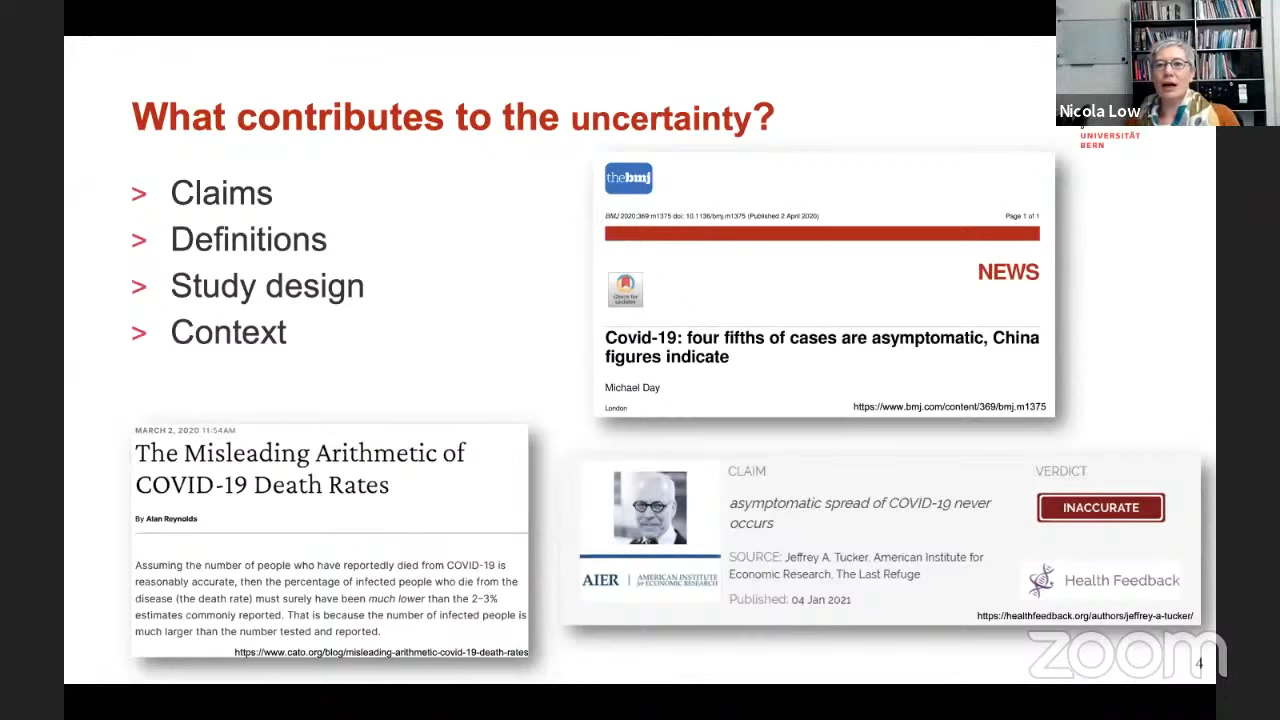 What contributes to the uncertainty?
Nicola Low
UNIVERSITÄT
BERN
> Claims
> Definitions
> Study design
> Context
thebmj
BMJ 2020;369:m1375 doi: 10.1136/bmj.m1375 (Published 2 April 2020)
Page 1 of 1
NEWS
Check for
updates
Covid-19: four fifths of cases are asymptomatic, China
figures indicate
Michael Day
London
https://www.bmj.com/content/369/bmj.m1375
MARCH 2, 2020 11:54AM
The Misleading Arithmetic of
COVID-19 Death Rates
By Alan Reynolds
Assuming the number of people who have reportedly died from COVID-19 is
reasonably accurate, then the percentage of infected people who die from the
disease (the death rate) must surely have been much lower than the 2–3%
estimates commonly reported. That is because the number of infected people is
much larger than the number tested and reported.
https://www.cato.org/blog/misleading-arithmetic-covid-19-death-rates
CLAIM
asymptomatic spread of COVID-19 never
occurs
SOURCE: Jeffrey A. Tucker, American Institute for
Economic Research, The Last Refuge
Published: 04 Jan 2021
AIER | AMERICAN INSTITUTE
for ECONOMIC RESEARCH
VERDICT
INACCURATE
Health Feedback
https://healthfeedback.org/authors/jeffrey-a-tucker/
zoom
4